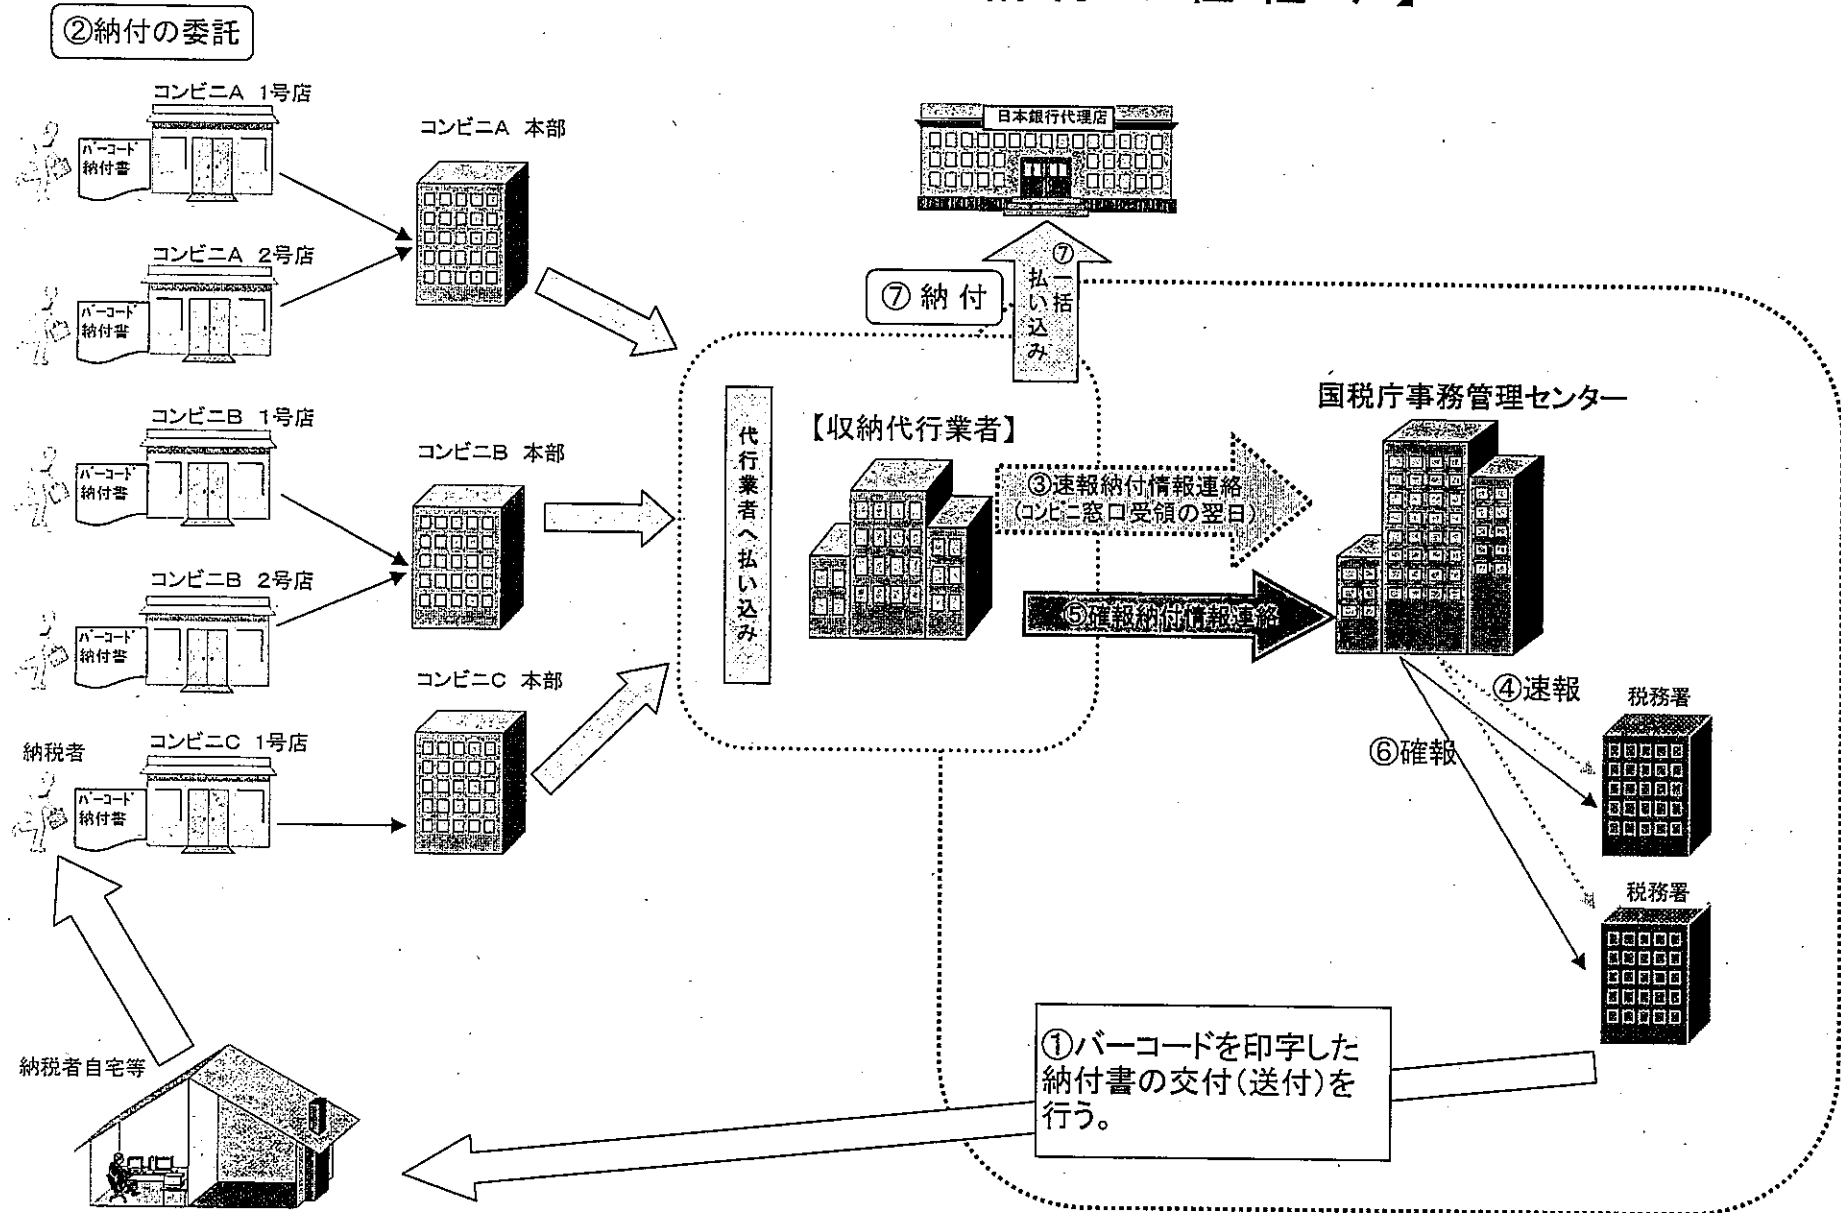 ②納付の委託
コンビニA 1号店
バーコード
納付書
コンビニA 本部
コンビニA 2号店
バーコード
納付書
コンビニB 1号店
バーコード
納付書
コンビニB 本部
コンビニB 2号店
バーコード
納付書
コンビニC 本部
納税者
コンビニC 1号店
バーコード
納付書
日本銀行代理店
⑦納付
⑦一括
払い込み
代行業者へ払い込み
【収納代行業者】
③速報納付情報連絡
(コンビニ窓口受領の翌日)
⑤確報納付情報連絡
国税庁事務管理センター
④速報
⑥確報
税務署
税務署
納税者自宅等
①バーコードを印字した
納付書の交付(送付)を
行う。